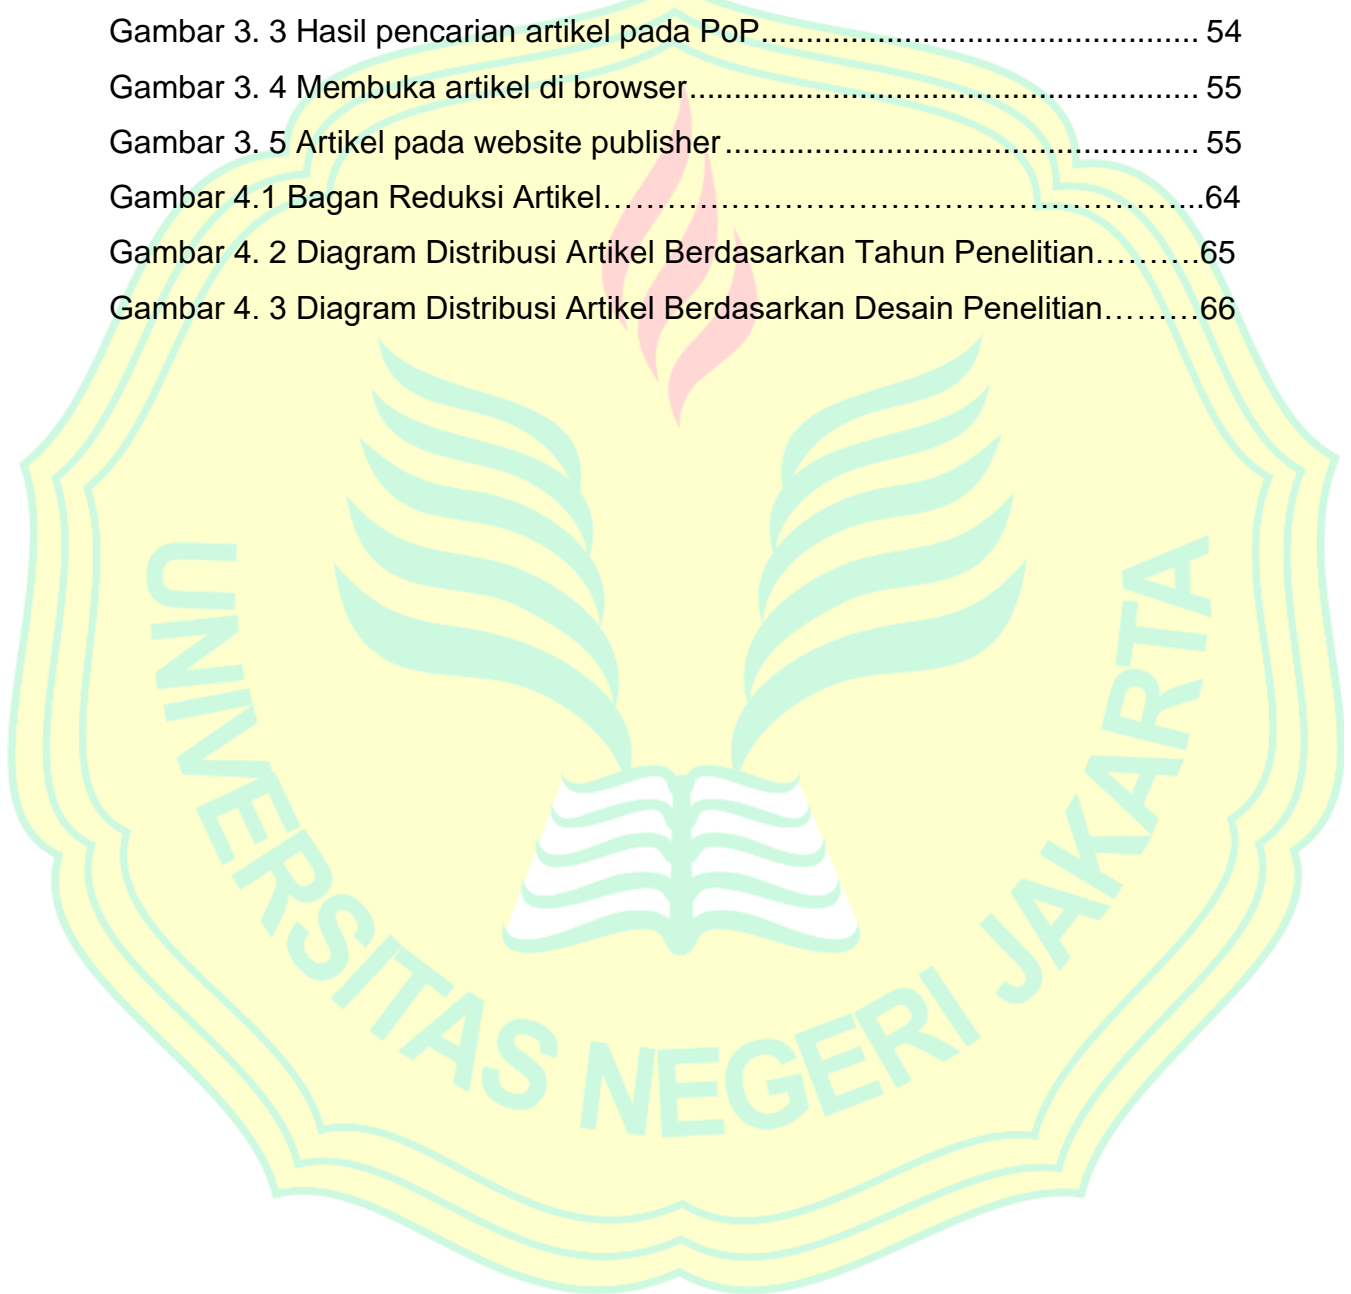 Gambar 3. 3 Hasil pencarian artikel pada PoP................................................. 54
Gambar 3. 4 Membuka artikel di browser......................................................... 55
Gambar 3. 5 Artikel pada website publisher..................................................... 55
Gambar 4.1 Bagan Reduksi Artikel…………………………………………………...64
Gambar 4. 2 Diagram Distribusi Artikel Berdasarkan Tahun Penelitian……….65
Gambar 4. 3 Diagram Distribusi Artikel Berdasarkan Desain Penelitian………66
UNIVERSITAS NEGERI JAKARTA